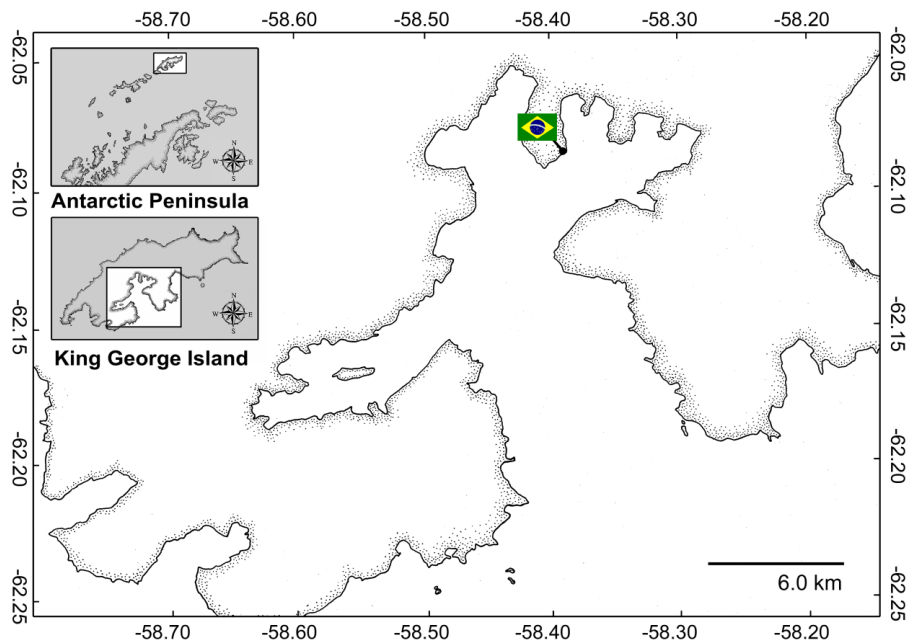 -58.70 -58.60 -58.50 -58.40 -58.30 -58.20
-62.05 -62.05
N
W E
S
Antarctic Peninsula
-62.10 -62.10
N
W E
S
King George Island
-62.15 -62.15
-62.20 -62.20
6.0 km
-62.25 -62.25
-58.70 -58.60 -58.50 -58.40 -58.30 -58.20